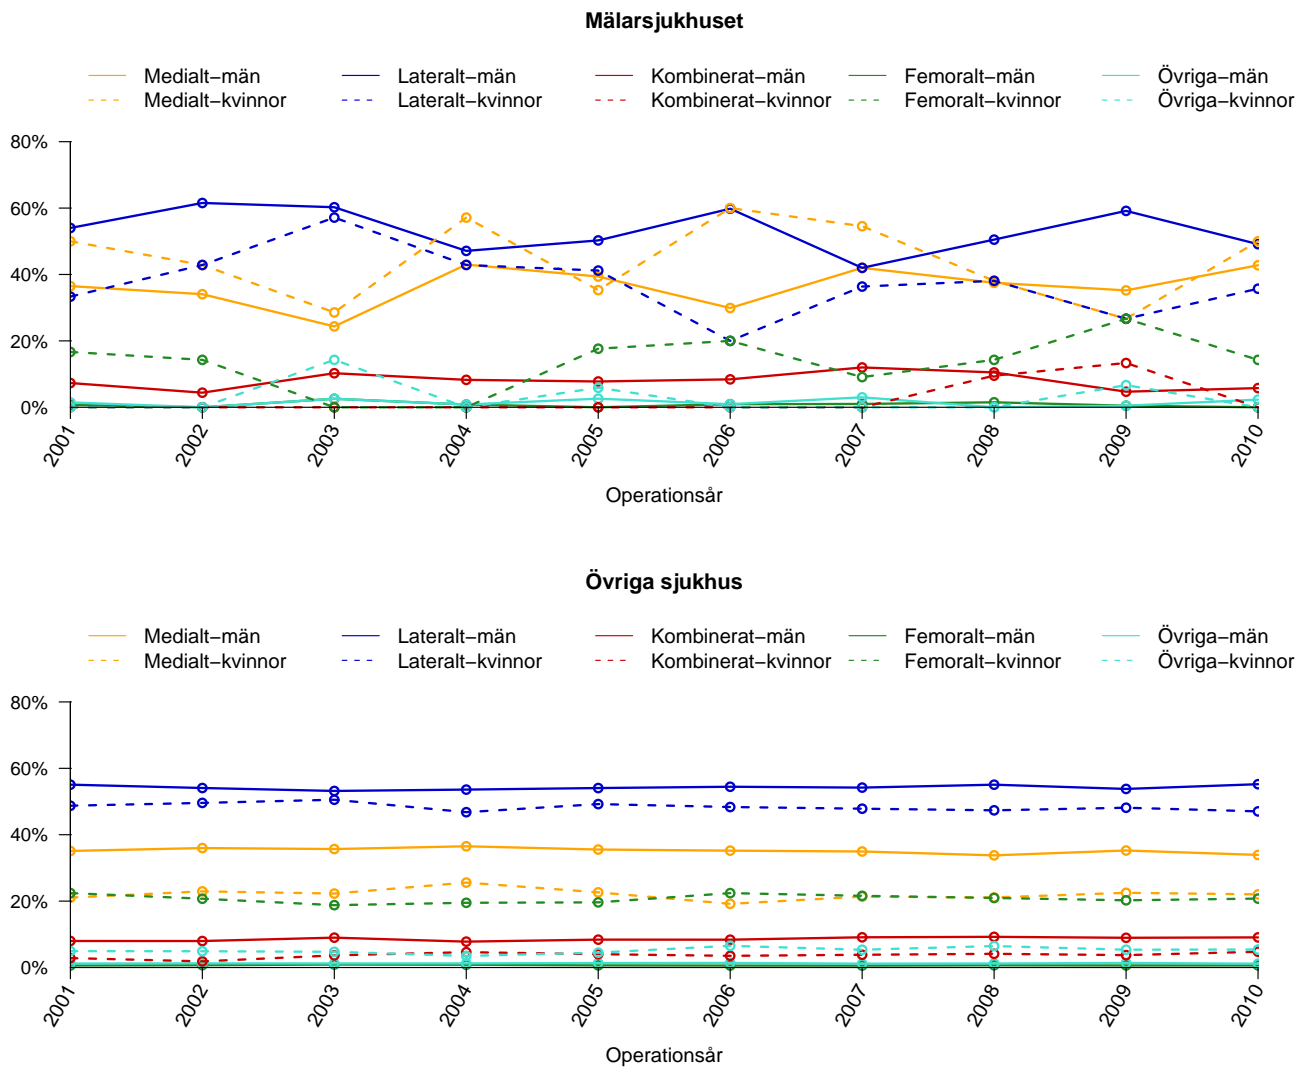 Mälarsjukhuset
Medialt−män Lateralt−män Kombinerat−män Femoralt−män Övriga−män
Medialt−kvinnor Lateralt−kvinnor Kombinerat−kvinnor Femoralt−kvinnor Övriga−kvinnor
80%
60%
40%
20%
0%
2001 2002 2003 2004 2005 2006 2007 2008 2009 2010
Operationsår
Övriga sjukhus
Medialt−män Lateralt−män Kombinerat−män Femoralt−män Övriga−män
Medialt−kvinnor Lateralt−kvinnor Kombinerat−kvinnor Femoralt−kvinnor Övriga−kvinnor
80%
60%
40%
20%
0%
2001 2002 2003 2004 2005 2006 2007 2008 2009 2010
Operationsår